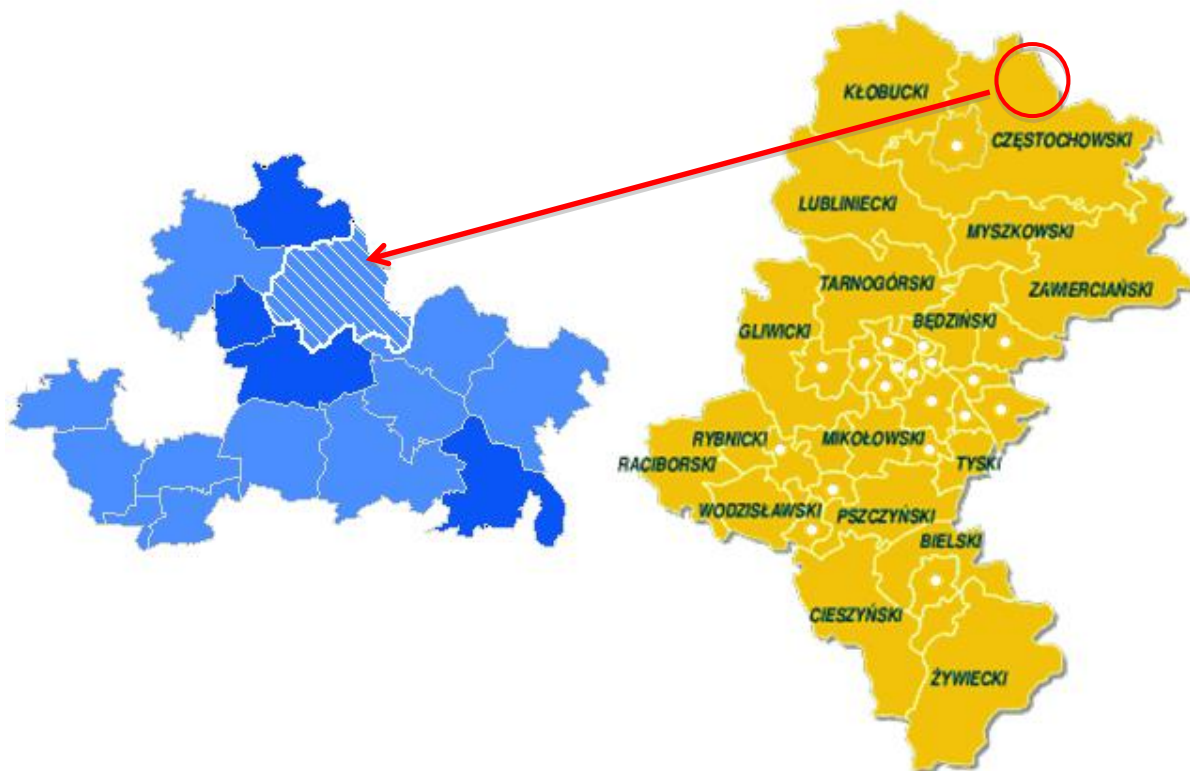 KŁOBUCKI
CZĘSTOCHOWSKI
LUBLINIECKI
MYSZKOWSKI
TARNOGÓRSKI
ZAWIERCIAŃSKI
BĘDZIŃSKI
GLIWICKI
RYBNICKI
MIKOŁOWSKI
RACIBORSKI
TYSKI
WODZISŁAWSKI
PSZCZYŃSKI
BIELSKI
CIESZYŃSKI
ŻYWIECKI